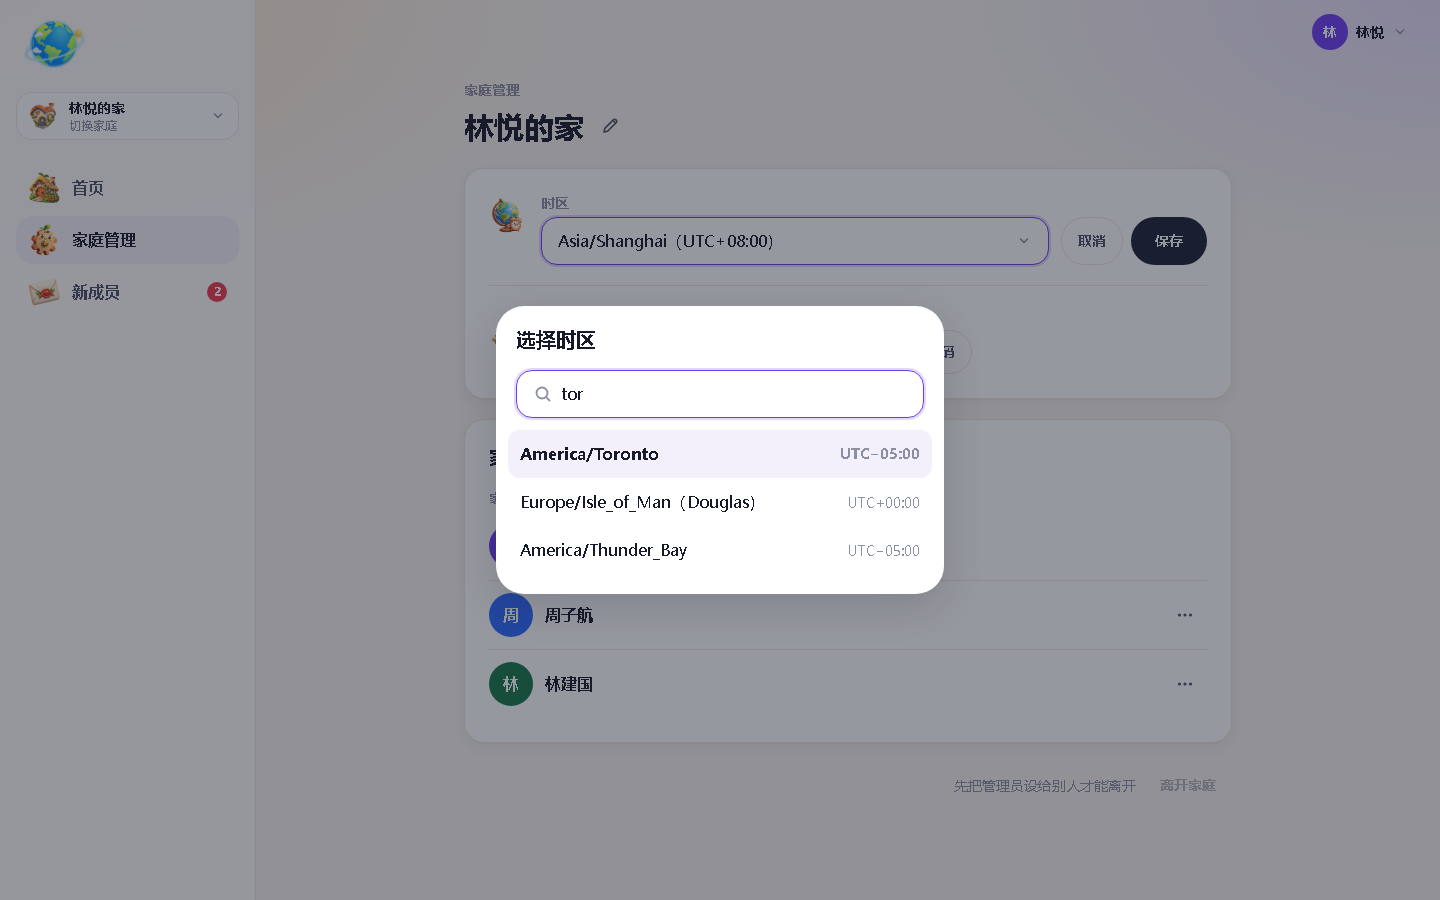 林悦的家
切换家庭
首页
家庭管理
新成员
2
林
林悦
家庭管理
林悦的家
时区
Asia/Shanghai（UTC+08:00）
取消
保存
码
选择时区
tor
America/Toronto
UTC−05:00
Europe/Isle_of_Man（Douglas）
UTC+00:00
America/Thunder_Bay
UTC−05:00
周
周子航
林
林建国
先把管理员设给别人才能离开
离开家庭